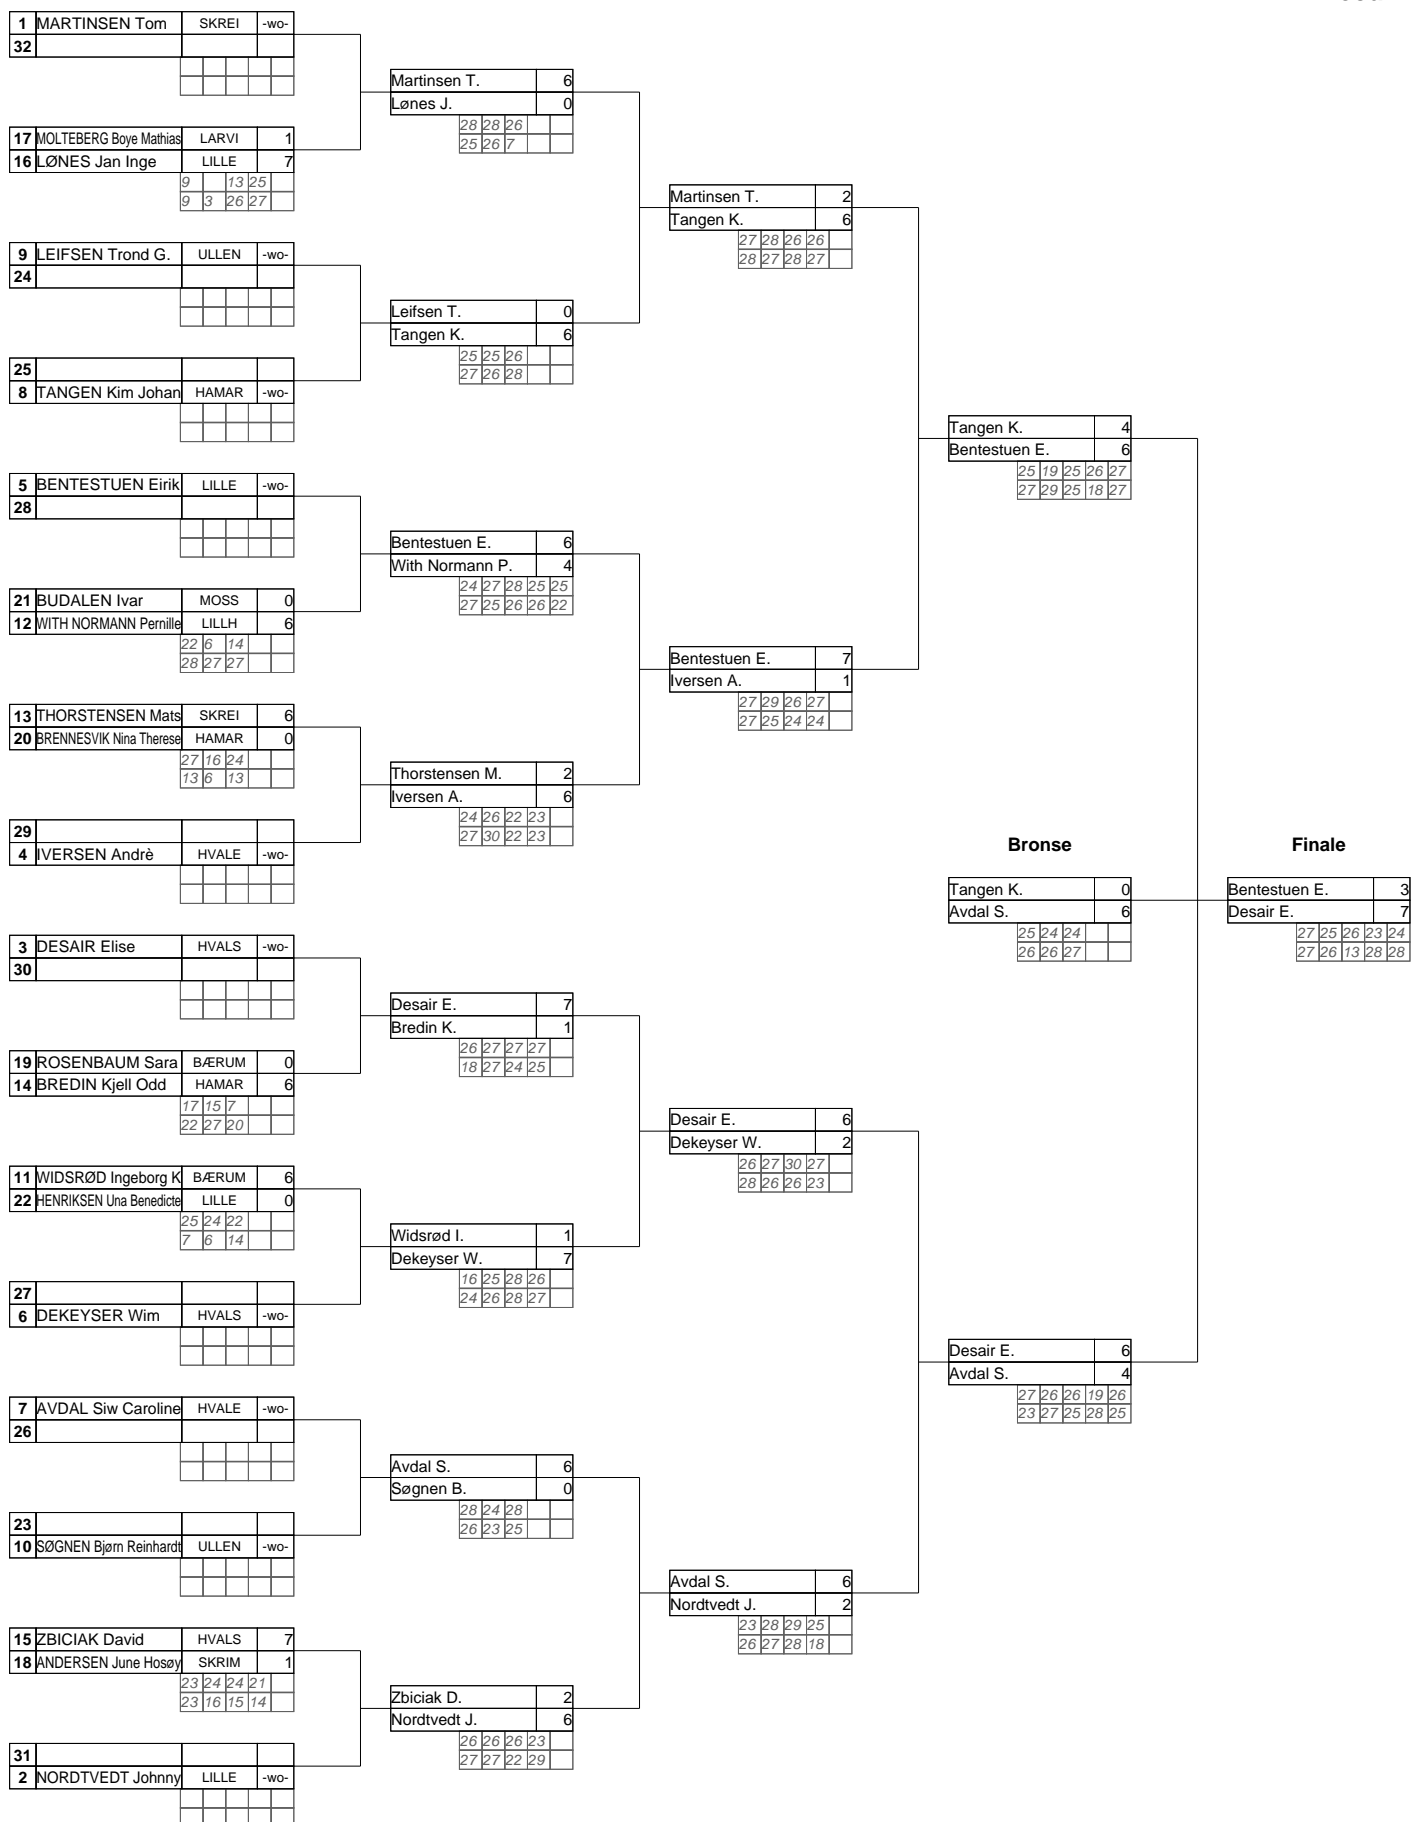 1 MARTINSEN Tom SKREI -wo-
32
Martinsen T. 6
Lønes J. 0
28 28 26
25 26 7
17 MOLTEBERG Boye Mathias LARVI 1
16 LØNES Jan Inge LILLE 7
9 13 25
9 3 26 27
Martinsen T. 2
Tangen K. 6
27 28 26 26
28 27 28 27
9 LEIFSEN Trond G. ULLEN -wo-
24
Leifsen T. 0
Tangen K. 6
25 25 26
27 26 28
25
8 TANGEN Kim Johan HAMAR -wo-
Tangen K. 4
Bentestuen E. 6
25 19 25 26 27
27 29 25 18 27
5 BENTESTUEN Eirik LILLE -wo-
28
Bentestuen E. 6
With Normann P. 4
24 27 28 25 25
27 25 26 26 22
21 BUDALEN Ivar MOSS 0
12 WITH NORMANN Pernille LILLH 6
22 6 14
28 27 27
Bentestuen E. 7
Iversen A. 1
27 29 26 27
27 25 24 24
13 THORSTENSEN Mats SKREI 6
20 BRENNESVIK Nina Therese HAMAR 0
27 16 24
13 6 13
Thorstensen M. 2
Iversen A. 6
24 26 22 23
27 30 22 23
29
4 IVERSEN Andrè HVALE -wo-
Bronse Finale
Tangen K. 0 Bentestuen E. 3
Avdal S. 6 Desair E. 7
25 24 24 27 25 26 23 24
26 26 27 27 26 13 28 28
3 DESAIR Elise HVALS -wo-
30
Desair E. 7
Bredin K. 1
26 27 27 27
18 27 24 25
19 ROSENBAUM Sara BÆRUM 0
14 BREDIN Kjell Odd HAMAR 6
17 15 7
22 27 20
Desair E. 6
Dekeyser W. 2
26 27 30 27
28 26 26 23
11 WIDSRØD Ingeborg K BÆRUM 6
22 HENRIKSEN Una Benedicte LILLE 0
25 24 22
7 6 14
Widsrød I. 1
Dekeyser W. 7
16 25 28 26
24 26 28 27
27
6 DEKEYSER Wim HVALS -wo-
Desair E. 6
Avdal S. 4
27 26 26 19 26
23 27 25 28 25
7 AVDAL Siw Caroline HVALE -wo-
26
Avdal S. 6
Søgnen B. 0
28 24 28
26 23 25
23
10 SØGNEN Bjørn Reinhardt ULLEN -wo-
Avdal S. 6
Nordtvedt J. 2
23 28 29 25
26 27 28 18
15 ZBICIAK David HVALS 7
18 ANDERSEN June Hosøy SKRIM 1
23 24 24 21
23 16 15 14
Zbiciak D. 2
Nordtvedt J. 6
26 26 26 23
27 27 22 29
31
2 NORDTVEDT Johnny LILLE -wo-